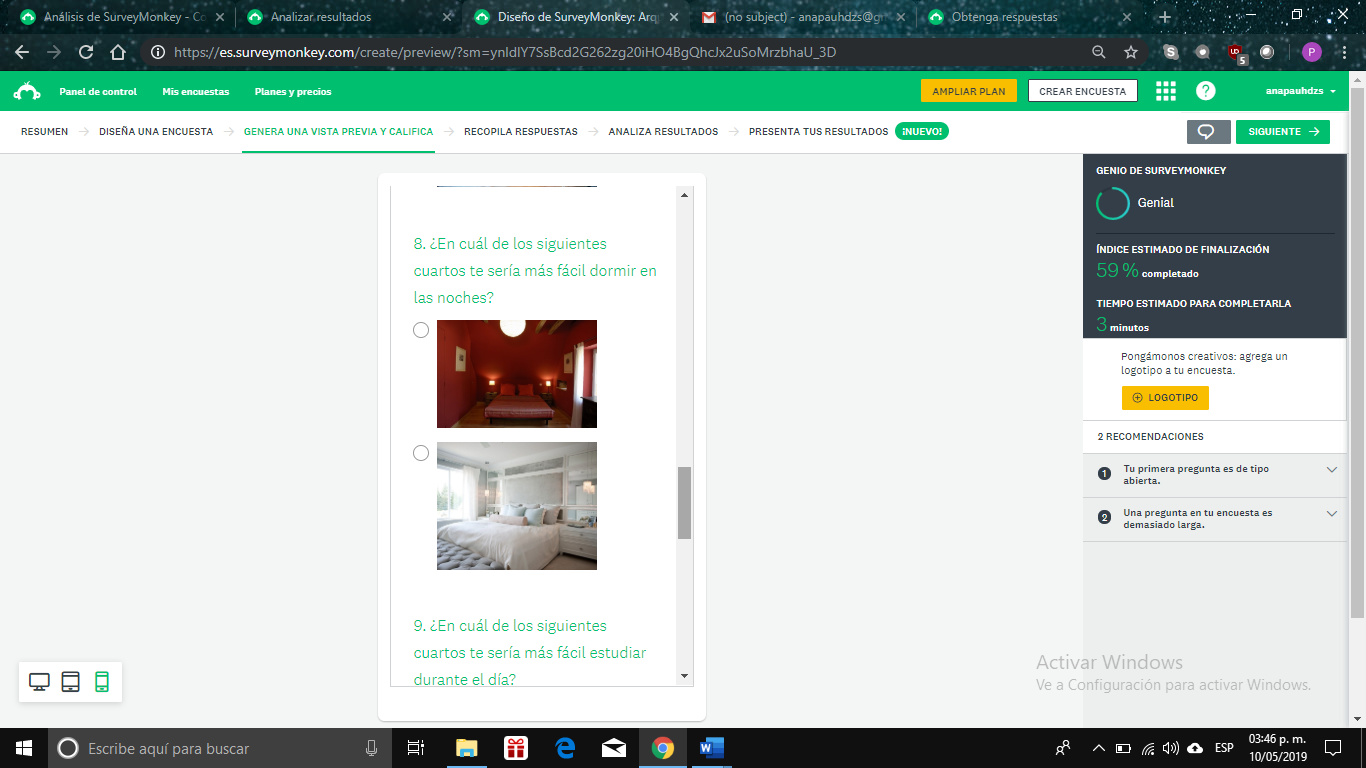 Análisis de SurveyMonkey - Co
Analizar resultados
Diseño de SurveyMonkey: Arq
(no subject) - anapauhdzs@gm
Obtenga respuestas
https://es.surveymonkey.com/create/preview/?sm=ynIdlY7SsBcd2G262zg20iHO4BgQhcJx2uSoMrzbhaU_3D
5
P
Panel de control
Mis encuestas
Planes y precios
AMPLIAR PLAN
CREAR ENCUESTA
?
anapauhdzs
RESUMEN
DISEÑA UNA ENCUESTA
GENERA UNA VISTA PREVIA Y CALIFICA
RECOPILA RESPUESTAS
ANALIZA RESULTADOS
PRESENTA TUS RESULTADOS
¡NUEVO!
SIGUIENTE
8. ¿En cuál de los siguientes
cuartos te sería más fácil dormir en
las noches?
9. ¿En cuál de los siguientes
cuartos te sería más fácil estudiar
durante el día?
GENIO DE SURVEYMONKEY
Genial
ÍNDICE ESTIMADO DE FINALIZACIÓN
59 % completado
TIEMPO ESTIMADO PARA COMPLETARLA
3 minutos
Pongámonos creativos: agrega un
logotipo a tu encuesta.
LOGOTIPO
2 RECOMENDACIONES
1 Tu primera pregunta es de tipo
abierta.
2 Una pregunta en tu encuesta es
demasiado larga.
Activar Windows
Ve a Configuración para activar Windows.
Escribe aquí para buscar
ESP
03:46 p. m.
10/05/2019